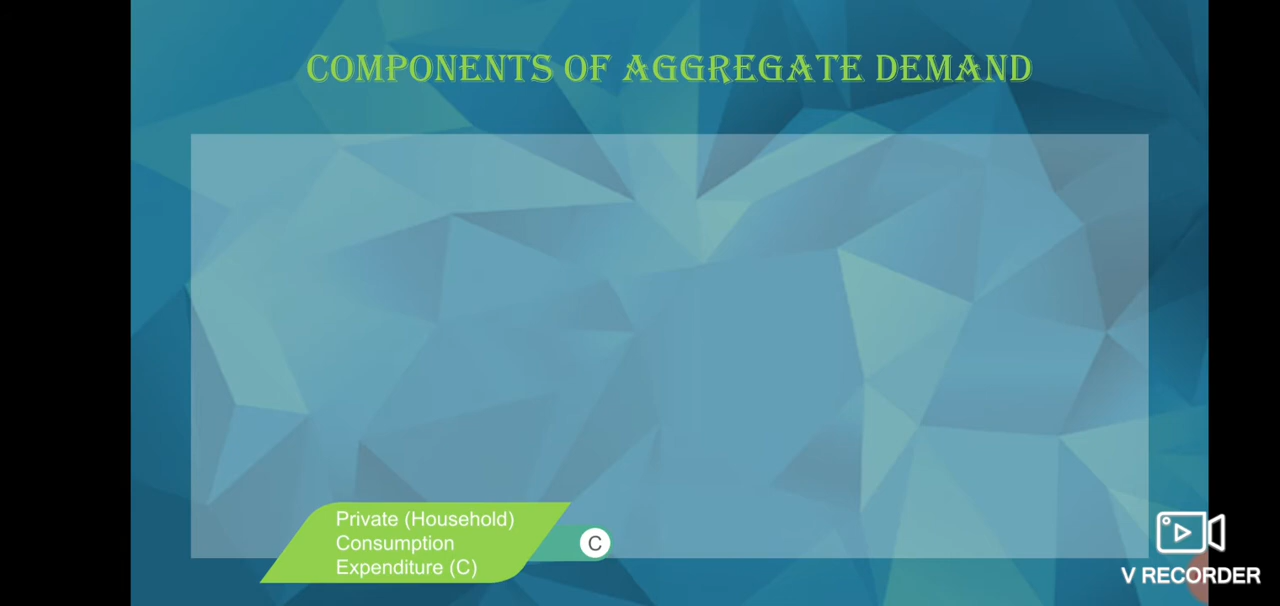 COMPONENTS OF AGGREGATE DEMAND
Private (Household)
Consumption
Expenditure (C)
C
V RECORDER